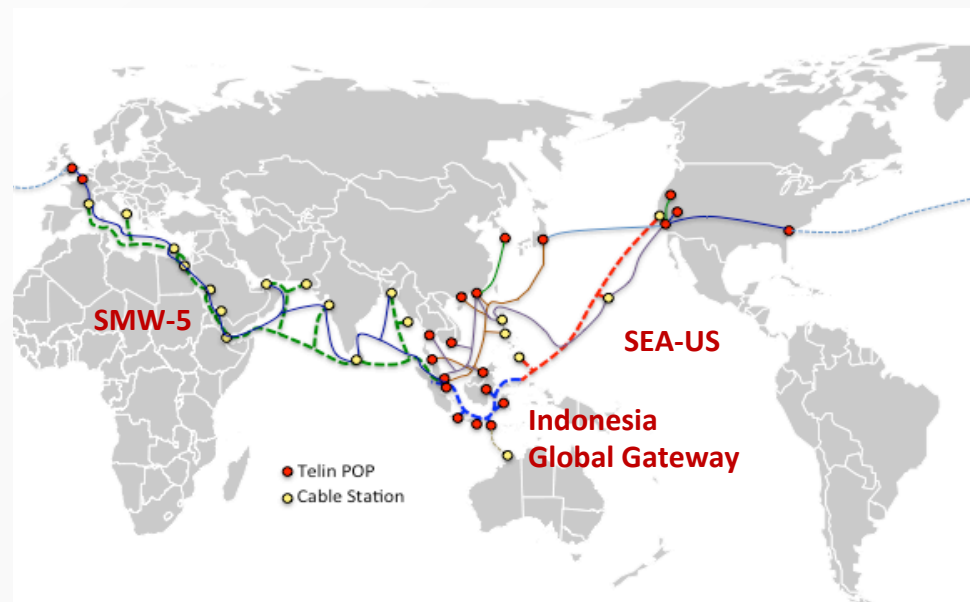 SMW-5
SEA-US
Indonesia
Global Gateway
Telin POP
Cable Station